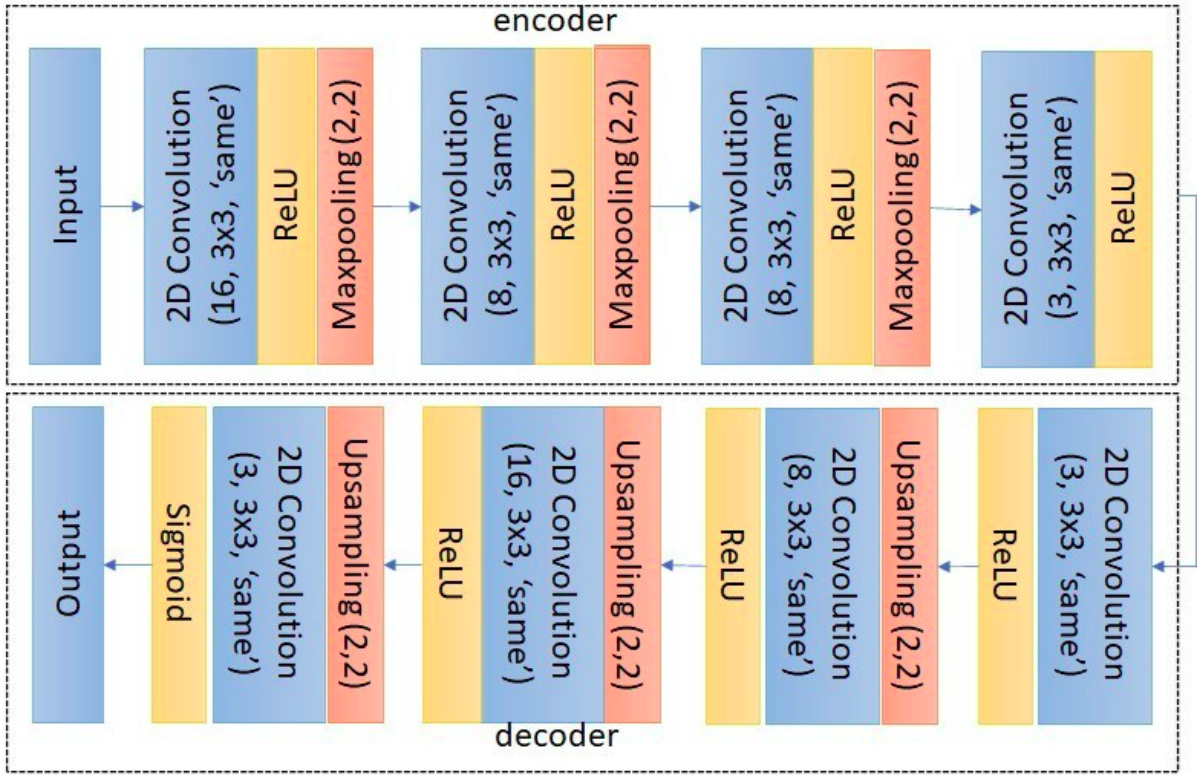 encoder
Input
2D Convolution
(16, 3x3, ‘same’)
ReLU
Maxpooling (2,2)
2D Convolution
(8, 3x3, ‘same’)
ReLU
Maxpooling (2,2)
2D Convolution
(8, 3x3, ‘same’)
ReLU
Maxpooling (2,2)
2D Convolution
(3, 3x3, ‘same’)
ReLU
2D Convolution
(3, 3x3, ‘same’)
ReLU
Upsampling (2,2)
2D Convolution
(8, 3x3, ‘same’)
ReLU
Upsampling (2,2)
2D Convolution
(16, 3x3, ‘same’)
ReLU
Upsampling (2,2)
2D Convolution
(3, 3x3, ‘same’)
Sigmoid
Output
decoder